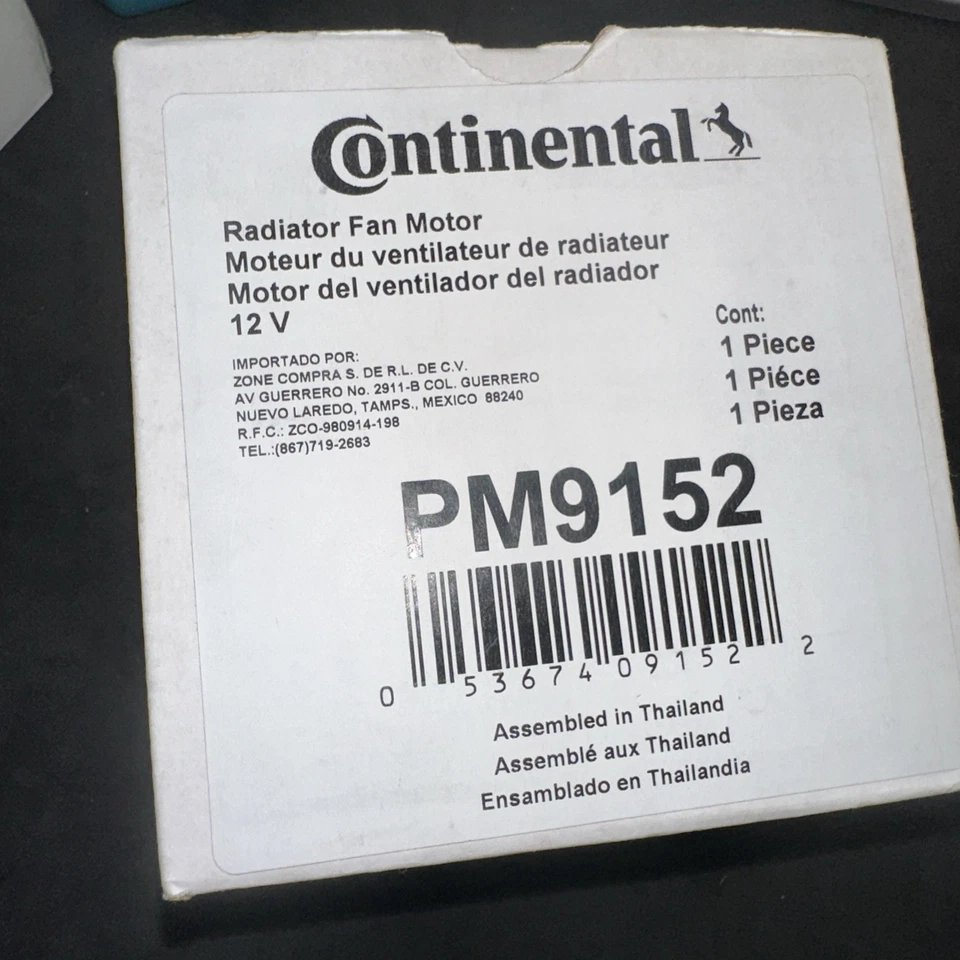 Continental
Radiator Fan Motor
Moteur du ventilateur de radiateur
Motor del ventilador del radiador
12 V
IMPORTADO POR:
ZONE COMPRA S. DE R.L. DE C.V.
AV GUERRERO No. 2911-B COL. GUERRERO
NUEVO LAREDO, TAMPS., MEXICO 88240
R.F.C.: ZCO-980914-198
TEL.:(867)719-2683
Cont:
1 Piece
1 Piéce
1 Pieza
PM9152
0 53674 09152 2
Assembled in Thailand
Assemblé aux Thailand
Ensamblado en Thailandia